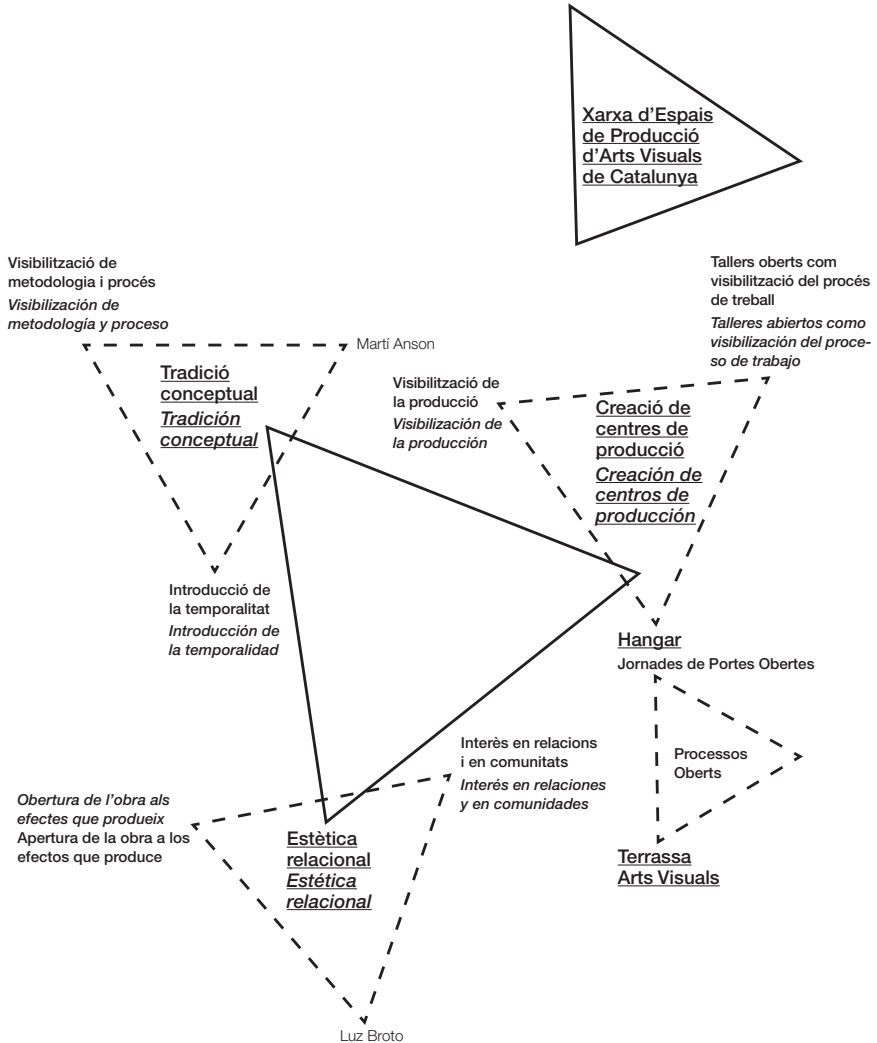 Xarxa d’Espais
de Producció
d’Arts Visuals
de Catalunya
Visibilització de
metodologia i procés
Visibilización de
metodología y proceso
Tallers oberts com
visibilització del procés
de treball
Talleres abiertos como
visibilización del proce-
so de trabajo
Martí Anson
Tradició
conceptual
Tradición
conceptual
Visibilització de
la producció
Visibilización de
la producción
Creació de
centres de
producció
Creación de
centros de
producción
Introducció de
la temporalitat
Introducción de
la temporalidad
Hangar
Jornades de Portes Obertes
Processos
Oberts
Terrassa
Arts Visuals
Interès en relacions
i en comunitats
Interés en relaciones
y en comunidades
Obertura de l’obra als
efectes que produeix
Apertura de la obra a los
efectos que produce
Estètica
relacional
Estética
relacional
Luz Broto